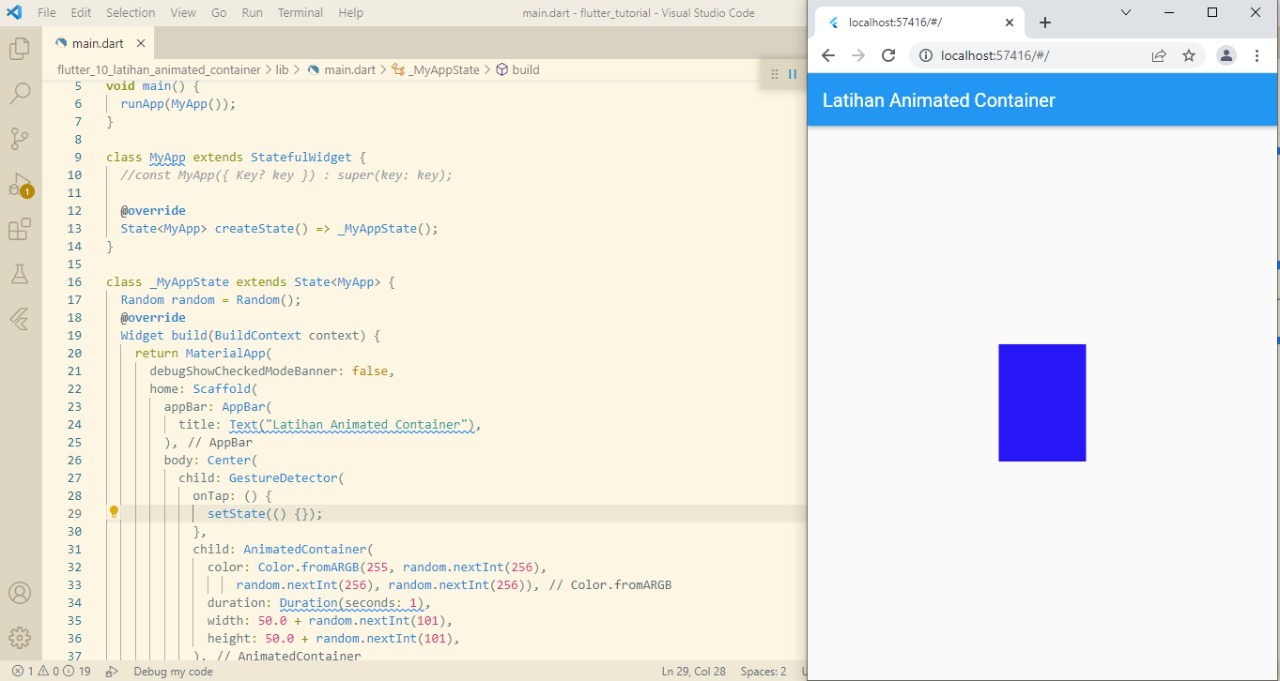 File Edit Selection View Go Run Terminal Help
main.dart - flutter_tutorial - Visual Studio Code
main.dart
flutter_10_latihan_animated_container > lib > main.dart > _MyAppState > build
5 void main() {
6 runApp(MyApp());
7 }
8
9 class MyApp extends StatefulWidget {
10 //const MyApp({ Key? key }) : super(key: key);
11
12 @override
13 State<MyApp> createState() => _MyAppState();
14 }
15
16 class _MyAppState extends State<MyApp> {
17 Random random = Random();
18 @override
19 Widget build(BuildContext context) {
20 return MaterialApp(
21 debugShowCheckedModeBanner: false,
22 home: Scaffold(
23 appBar: AppBar(
24 title: Text("Latihan Animated Container"),
25 ), // AppBar
26 body: Center(
27 child: GestureDetector(
28 onTap: () {
29 setState(() {});
30 },
31 child: AnimatedContainer(
32 color: Color.fromARGB(255, random.nextInt(256),
33 random.nextInt(256), random.nextInt(256)), // Color.fromARGB
34 duration: Duration(seconds: 1),
35 width: 50.0 + random.nextInt(101),
36 height: 50.0 + random.nextInt(101),
37 ), // AnimatedContainer
1
1 0 19 Debug my code
Ln 29, Col 28 Spaces: 2
localhost:57416/#/
localhost:57416/#/
Latihan Animated Container